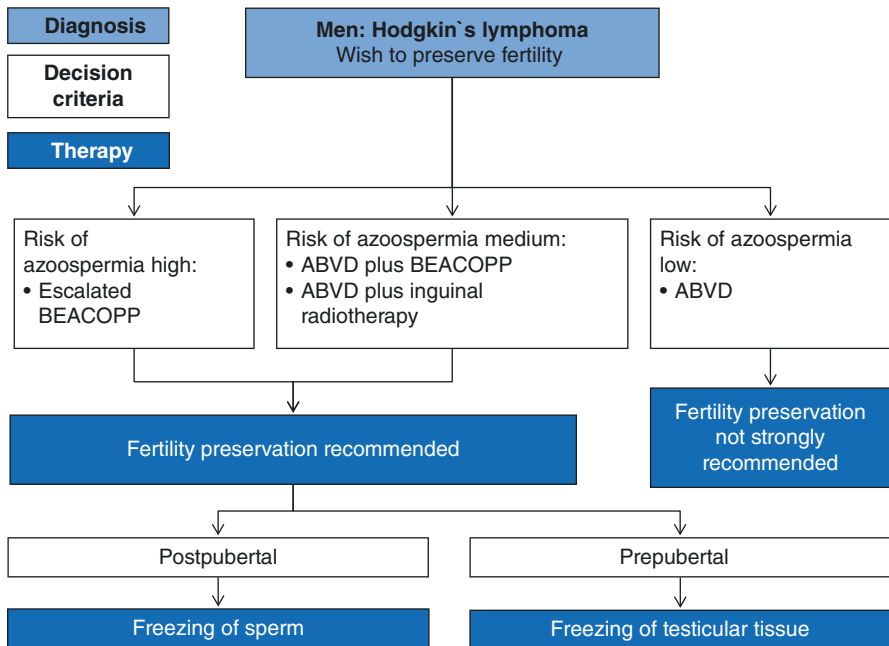 Diagnosis
Decision
criteria
Therapy
Men: Hodgkin`s lymphoma
Wish to preserve fertility
Risk of
azoospermia high:
• Escalated
BEACOPP
Risk of azoospermia medium:
• ABVD plus BEACOPP
• ABVD plus inguinal
radiotherapy
Risk of azoospermia
low:
• ABVD
Fertility preservation recommended
Fertility preservation
not strongly
recommended
Postpubertal
Prepubertal
Freezing of sperm
Freezing of testicular tissue